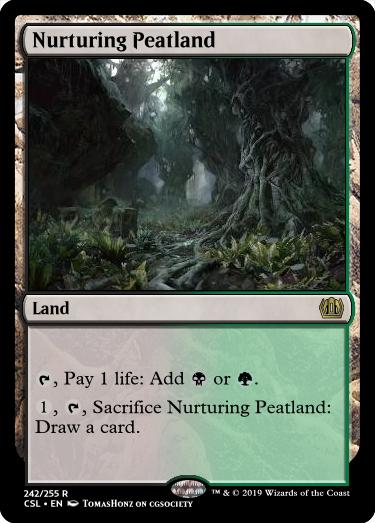 Nurturing Peatland
Land
, Pay 1 life: Add or .
1 , , Sacrifice Nurturing Peatland:
Draw a card.
242/255 R
CSL • EN TomasHonz on cgsociety
™ & © 2019 Wizards of the Coast